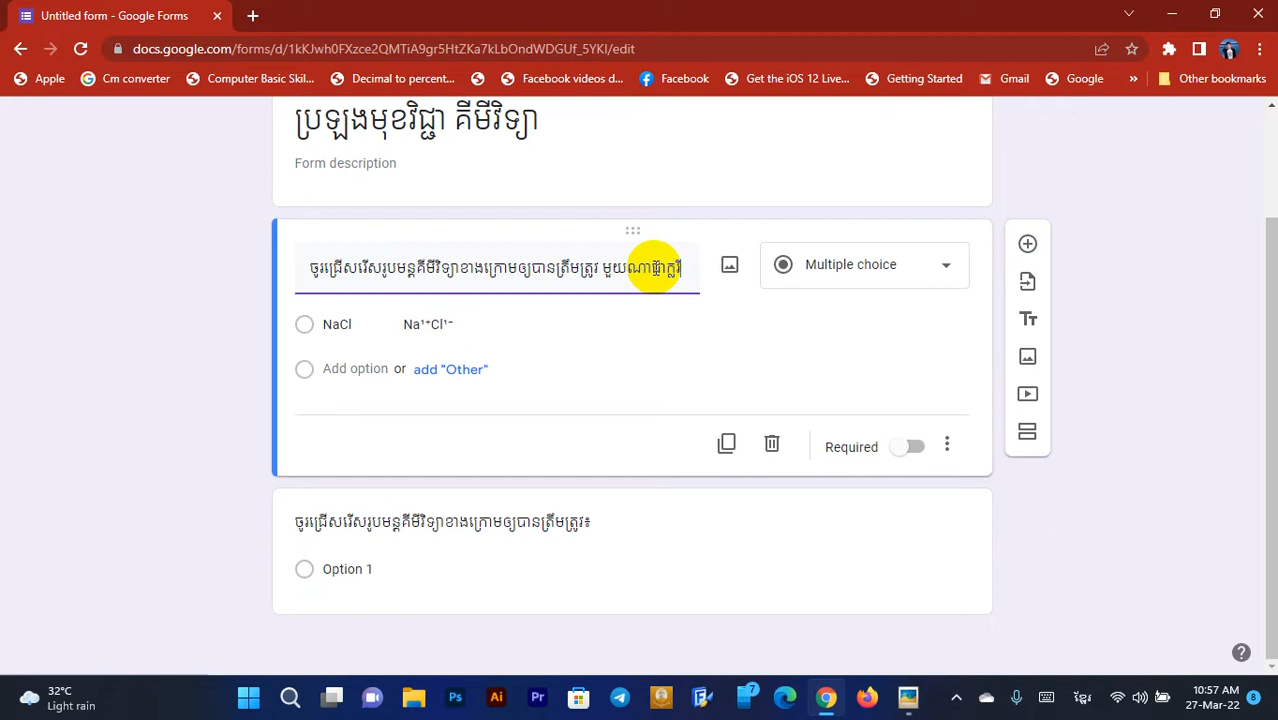 Untitled form - Google Forms
docs.google.com/forms/d/1kKJwh0FXzce2QMTiA9gr5HtZKa7kLbOndWDGUf_5YKI/edit
Apple
Cm converter
Computer Basic Skil...
Decimal to percent...
Facebook videos d...
Facebook
Get the iOS 12 Live...
Getting Started
Gmail
Google
»
Other bookmarks
ប្រឡងមុខវិជ្ជា គីមីវិទ្យា
Form description
ចូរជ្រើសរើសរូបមន្តគីមីវិទ្យាខាងក្រោមឲ្យបានត្រឹមត្រូវ មួយណា
Multiple choice
NaCl Na¹⁺Cl¹⁻
Add option or add "Other"
Required
ចូរជ្រើសរើសរូបមន្តគីមីវិទ្យាខាងក្រោមឲ្យបានត្រឹមត្រូវ៖
Option 1
32°C
Light rain
Ps
Ai
Pr
7
10:57 AM
27-Mar-22
8